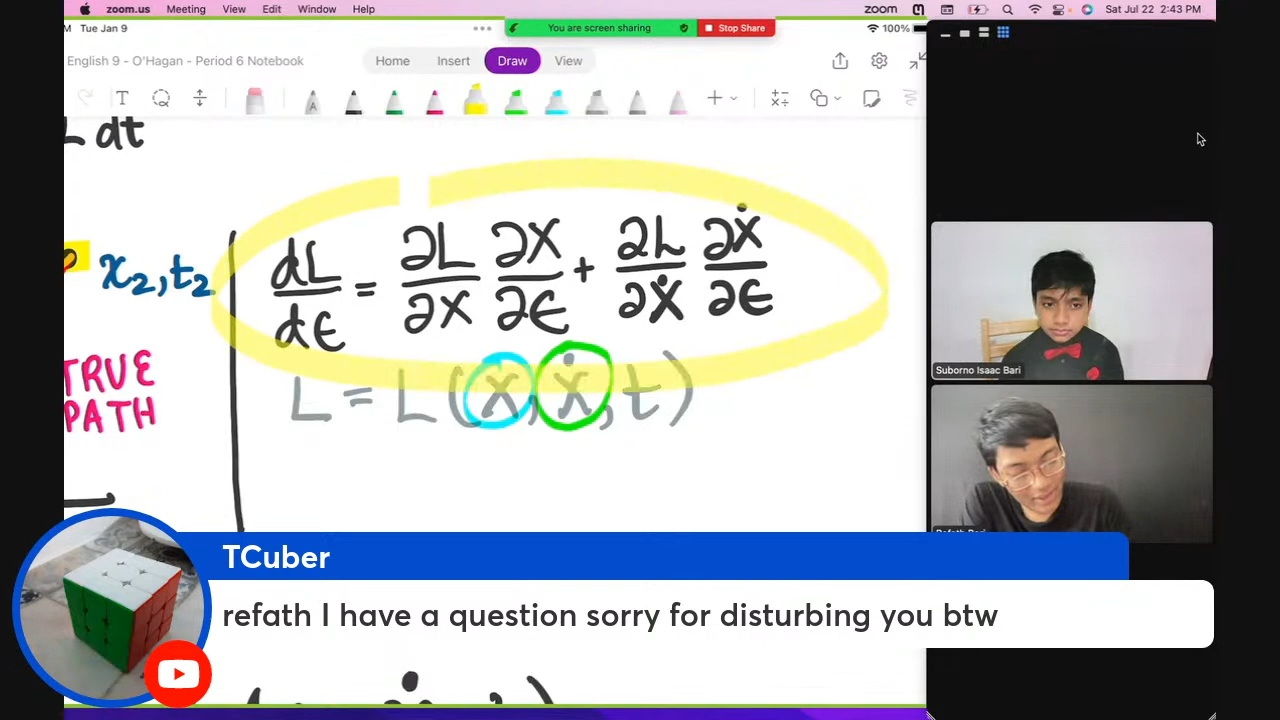 zoom.us Meeting View Edit Window Help zoom Sat Jul 22 2:43 PM
Tue Jan 9 You are screen sharing Stop Share 100%
English 9 - O'Hagan - Period 6 Notebook Home Insert Draw View
L dt
x₂, t₂
TRUE
PATH
dL/dϵ = ∂L/∂x ∂x/∂ϵ + ∂L/∂ẋ ∂ẋ/∂ϵ
L = L(x, ẋ, t)
Suborno Isaac Bari
TCuber
refath I have a question sorry for disturbing you btw